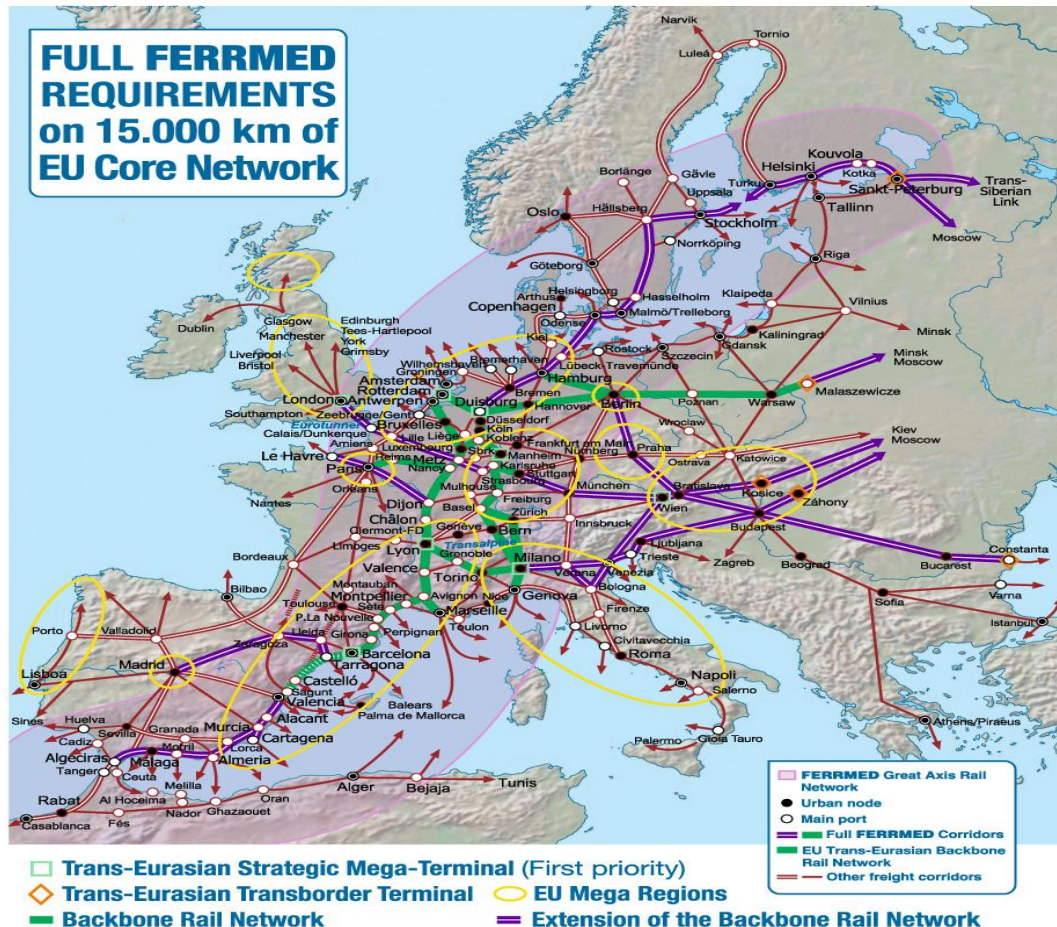 FULL FERRMED
REQUIREMENTS
on 15.000 km of
EU Core Network
Narvik
Tornio
Luleå
Borlänge
Gävle
Uppsala
Turku
Helsinki
Kouvola
Kotka
Sankt-Peterburg
Trans-
Siberian
Link
Moscow
Oslo
Hällsberg
Stockholm
Tallinn
Norrköping
Göteborg
Riga
Helsingborg
Arthus
Copenhagen
Hasselholm
Klaipeda
Vilnius
Odense
Malmö/Trelleborg
Kaliningrad
Minsk
Dublin
Glasgow
Edinburgh
Manchester
Tees-Hartlepool
York
Liverpool
Grimsby
Bristol
Kiel
Rostock
Gdansk
Szczecin
Bremerhaven
Wilhelmshaven
Lübeck-Travemünde
Groningen
Hamburg
Minsk
Moscow
Amsterdam
Rotterdam
Bremen
Malaszewicze
London
Antwerpen
Duisburg
Hannover
Berlin
Poznan
Warsaw
Southampton
Zeebrugge/Gent
Düsseldorf
Eurotunnel
Bruxelles
Köln
Wroclaw
Kiev
Moscow
Calais/Dunkerque
Lille
Liège
Koblenz
Amiens
Luxembourg
Frankfurt am Main
Le Havre
Reims
Metz
Sbrk
Manheim
Nürnberg
Praha
Ostrava
Katowice
Paris
Nancy
Karlsruhe
Stuttgart
Orléans
Strasbourg
Bratislava
Kosice
Záhony
Nantes
Mulhouse
Freiburg
München
Wien
Dijon
Basel
Zürich
Budapest
Châlon
Innsbruck
Clermont-FD
Genève
Bern
Ljubljana
Constanta
Limoges
Lyon
Transalpine
Trieste
Grenoble
Milano
Zagreb
Beograd
Bucarest
Bordeaux
Valence
Torino
Verona
Venezia
Varna
Montauban
Bologna
Bilbao
Toulouse
Montpellier
Avignon
Nice
Genova
Firenze
Sofia
Sète
Marseille
Livorno
Istanbul
Porto
Valladolid
P.La Nouvelle
Toulon
Zaragoza
Lleida
Girona
Perpignan
Civitavecchia
Madrid
Barcelona
Roma
Lisboa
Tarragona
Castelló
Napoli
Sagunt
Valencia
Balears
Salerno
Sines
Huelva
Alacant
Palma de Mallorca
Sevilla
Granada
Murcia
Athens/Piraeus
Cadiz
Motril
Lorca
Cartagena
Palermo
Gioia Tauro
Algeciras
Malaga
Almeria
Tanger
Ceuta
Melilla
Alger
Bejaja
Tunis
Rabat
Al Hoceima
Oran
Nador
Ghazaouet
Casablanca
Fés
FERRMED Great Axis Rail
Network
Urban node
Main port
Full FERRMED Corridors
EU Trans-Eurasian Backbone
Rail Network
Other freight corridors
Trans-Eurasian Strategic Mega-Terminal (First priority)
Trans-Eurasian Transborder Terminal
EU Mega Regions
Backbone Rail Network
Extension of the Backbone Rail Network